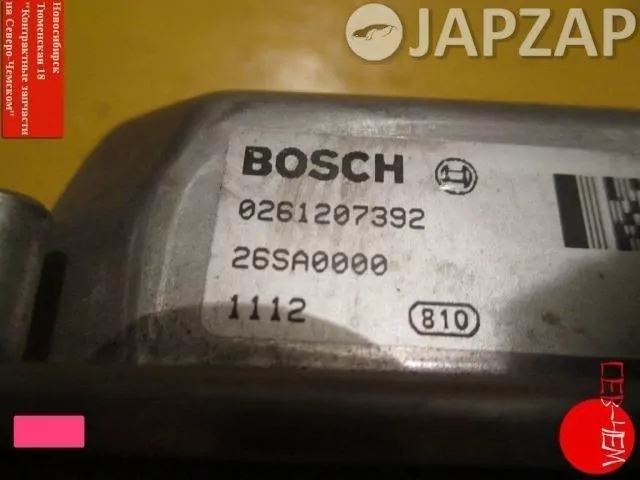 Новосибирск
Тюменская 18
"Контрактные запчасти
на Северо-Чемском"
JAPZAP
BOSCH
0261207392
26SA0000
1112
810
СЕВ-ЧЕМ